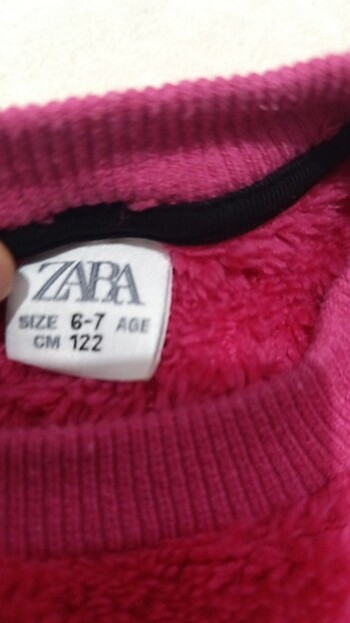 ZARA
SIZE 6-7 AGE
CM 122